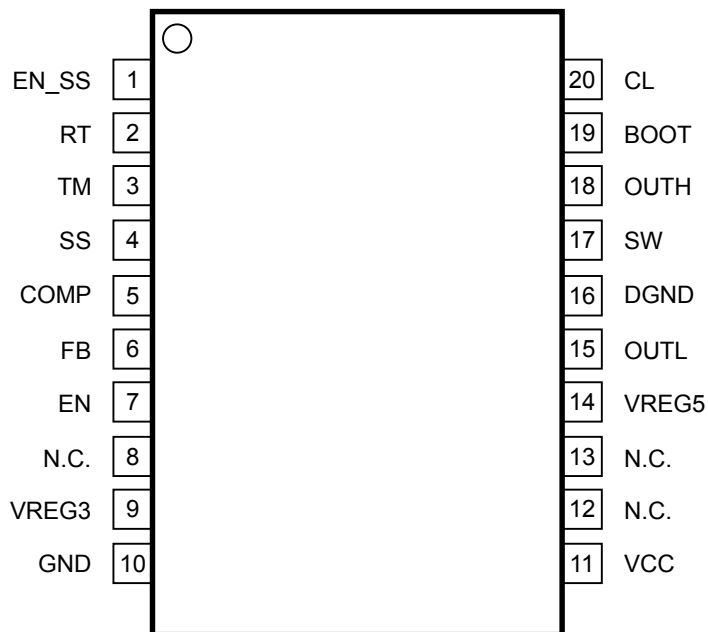 EN_SS 1 20 CL
RT 2 19 BOOT
TM 3 18 OUTH
SS 4 17 SW
COMP 5 16 DGND
FB 6 15 OUTL
EN 7 14 VREG5
N.C. 8 13 N.C.
VREG3 9 12 N.C.
GND 10 11 VCC